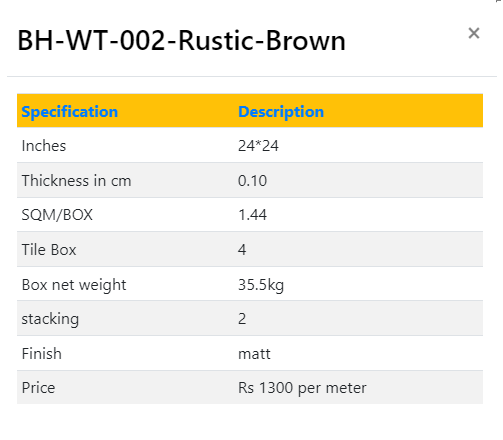 BH-WT-002-Rustic-Brown ×
Specification Description
Inches 24*24
Thickness in cm 0.10
SQM/BOX 1.44
Tile Box 4
Box net weight 35.5kg
stacking 2
Finish matt
Price Rs 1300 per meter